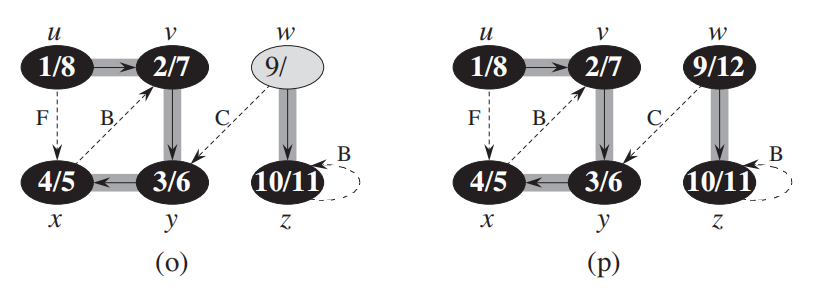 u v w u v w
1/8 2/7 9/ 1/8 2/7 9/12
F B C F B C
B B
4/5 3/6 10/11 4/5 3/6 10/11
x y z x y z
(o) (p)